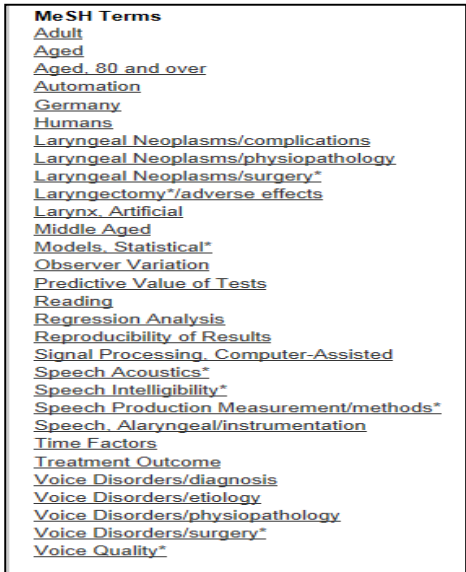 MeSH Terms
Adult
Aged
Aged, 80 and over
Automation
Germany
Humans
Laryngeal Neoplasms/complications
Laryngeal Neoplasms/physiopathology
Laryngeal Neoplasms/surgery*
Laryngectomy*/adverse effects
Larynx, Artificial
Middle Aged
Models, Statistical*
Observer Variation
Predictive Value of Tests
Reading
Regression Analysis
Reproducibility of Results
Signal Processing, Computer-Assisted
Speech Acoustics*
Speech Intelligibility*
Speech Production Measurement/methods*
Speech, Alaryngeal/instrumentation
Time Factors
Treatment Outcome
Voice Disorders/diagnosis
Voice Disorders/etiology
Voice Disorders/physiopathology
Voice Disorders/surgery*
Voice Quality*